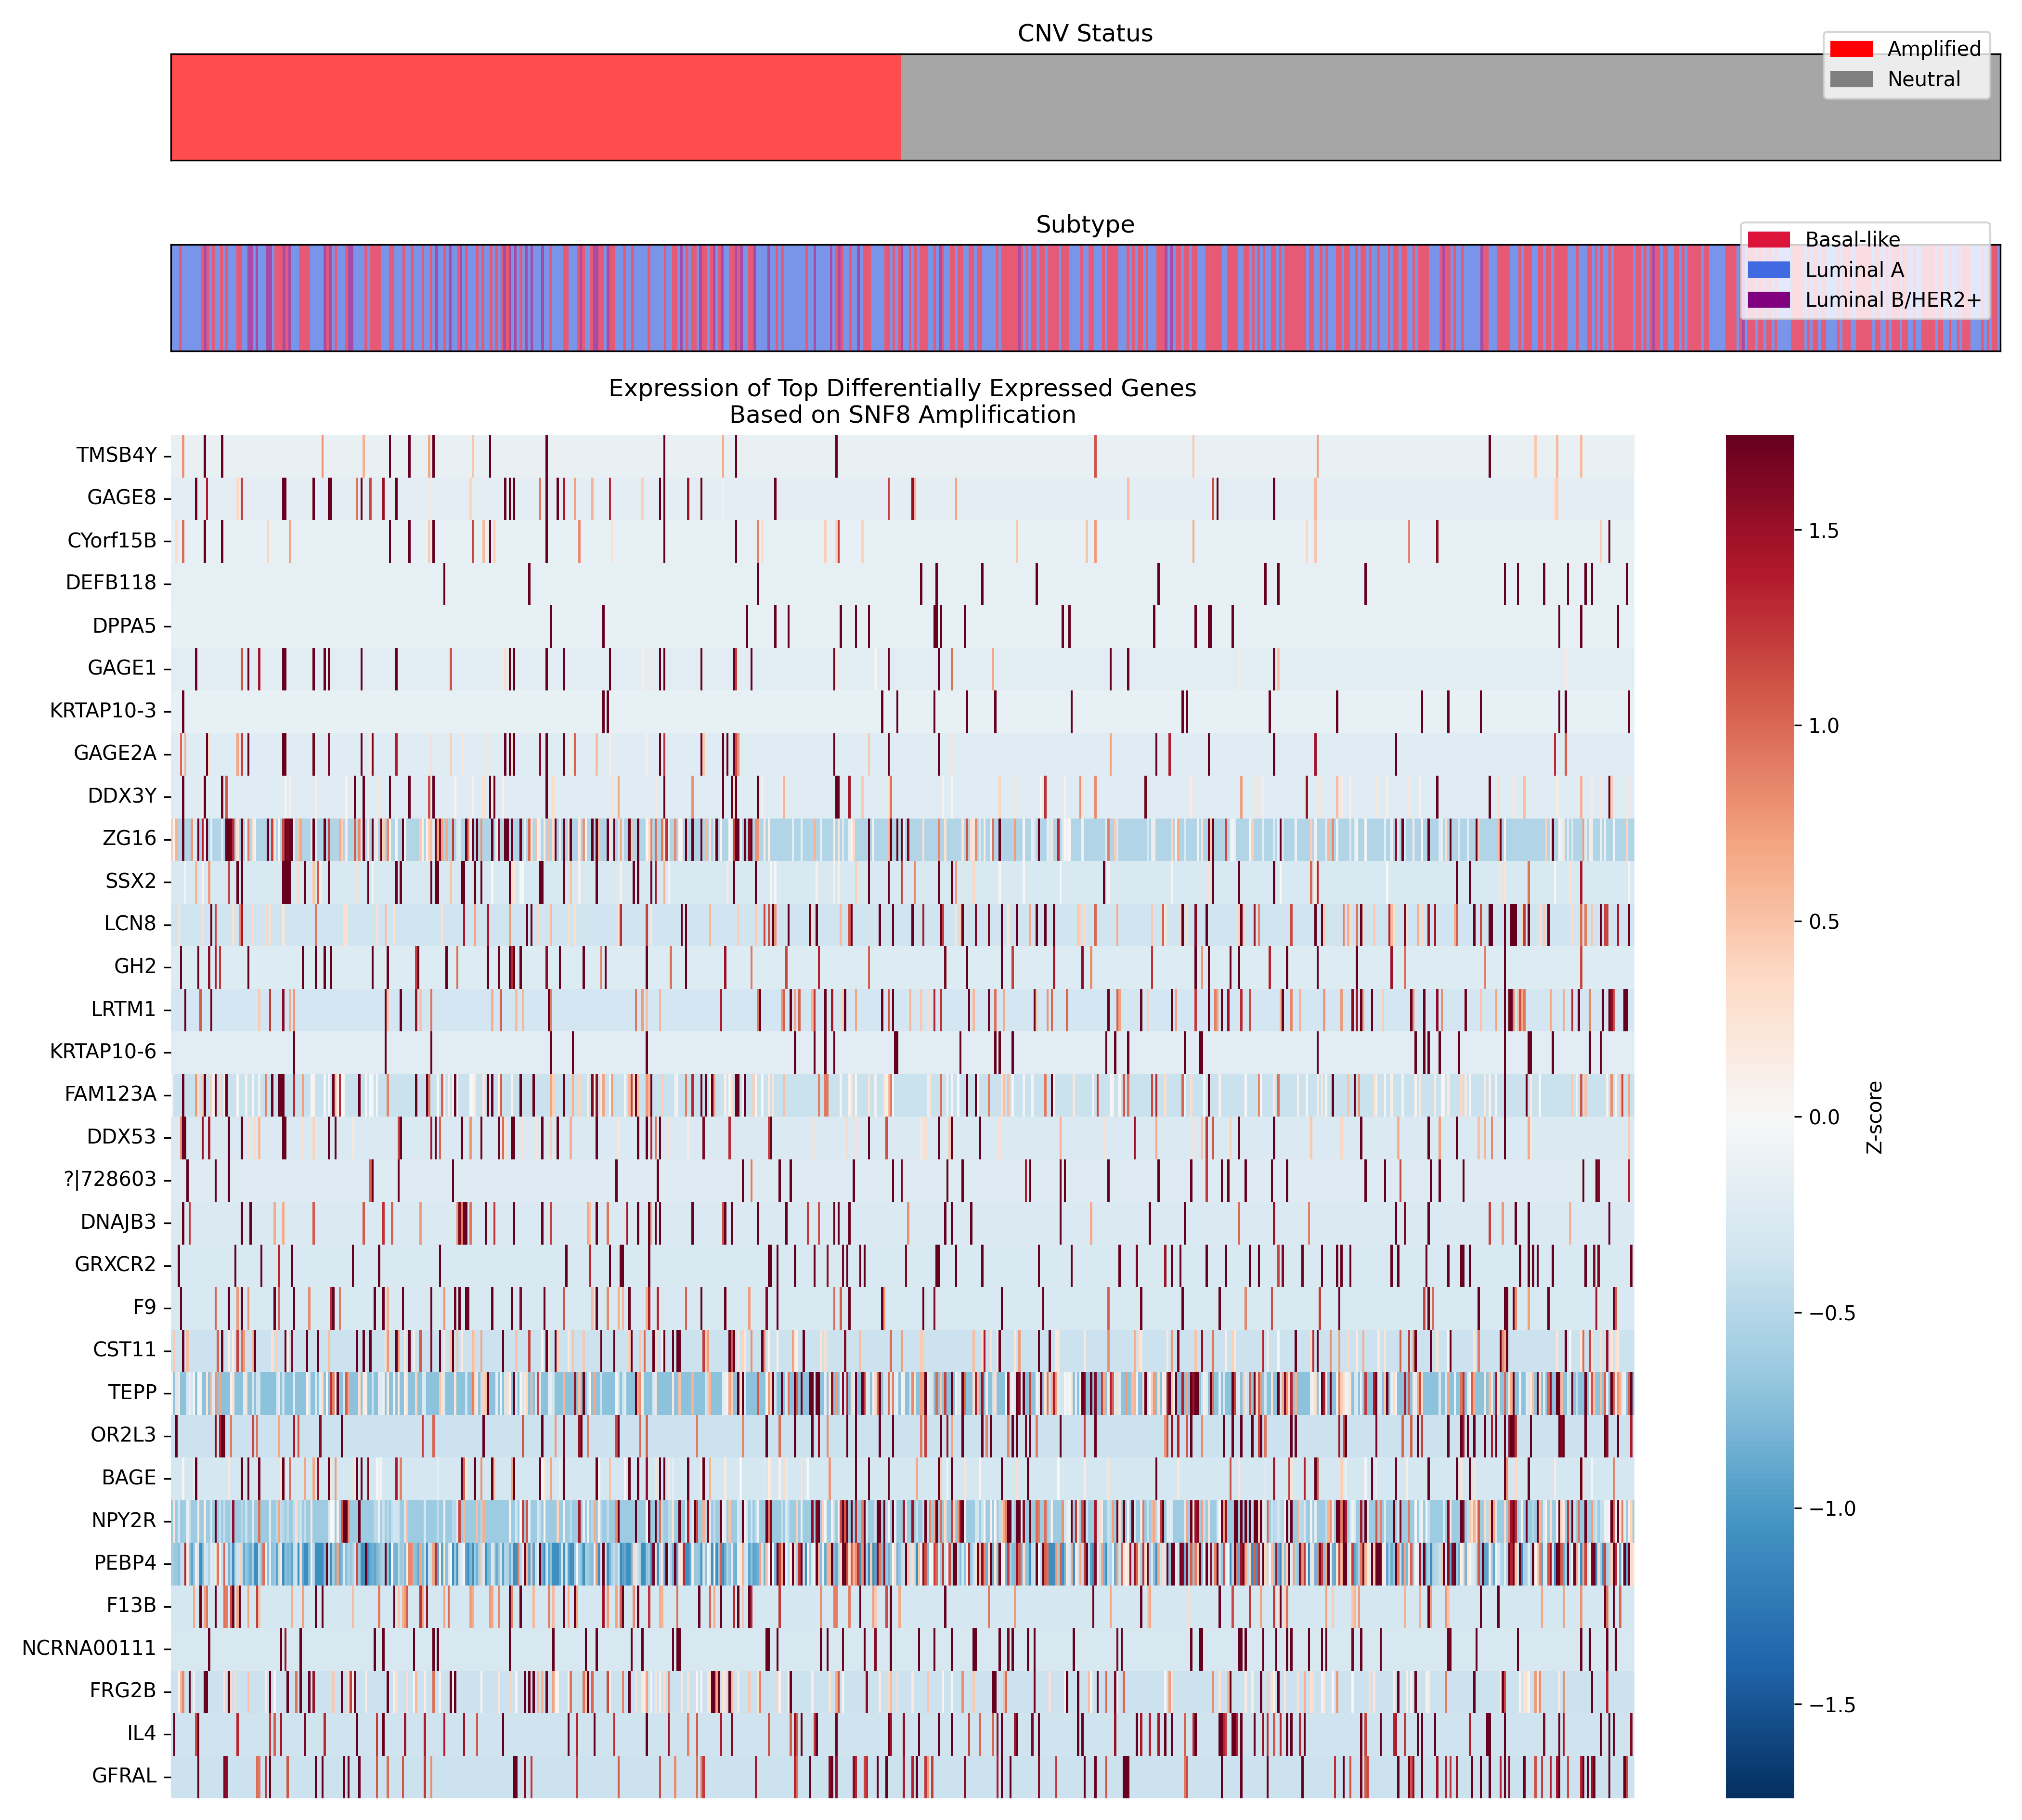 CNV Status
Amplified
Neutral
Subtype
Basal-like
Luminal A
Luminal B/HER2+
Expression of Top Differentially Expressed Genes
Based on SNF8 Amplification
TMSB4Y
GAGE8
CYorf15B
DEFB118
DPPA5
GAGE1
KRTAP10-3
GAGE2A
DDX3Y
ZG16
SSX2
LCN8
GH2
LRTM1
KRTAP10-6
FAM123A
DDX53
?|728603
DNAJB3
GRXCR2
F9
CST11
TEPP
OR2L3
BAGE
NPY2R
PEBP4
F13B
NCRNA00111
FRG2B
IL4
GFRAL
1.5
1.0
0.5
0.0
−0.5
−1.0
−1.5
Z-score